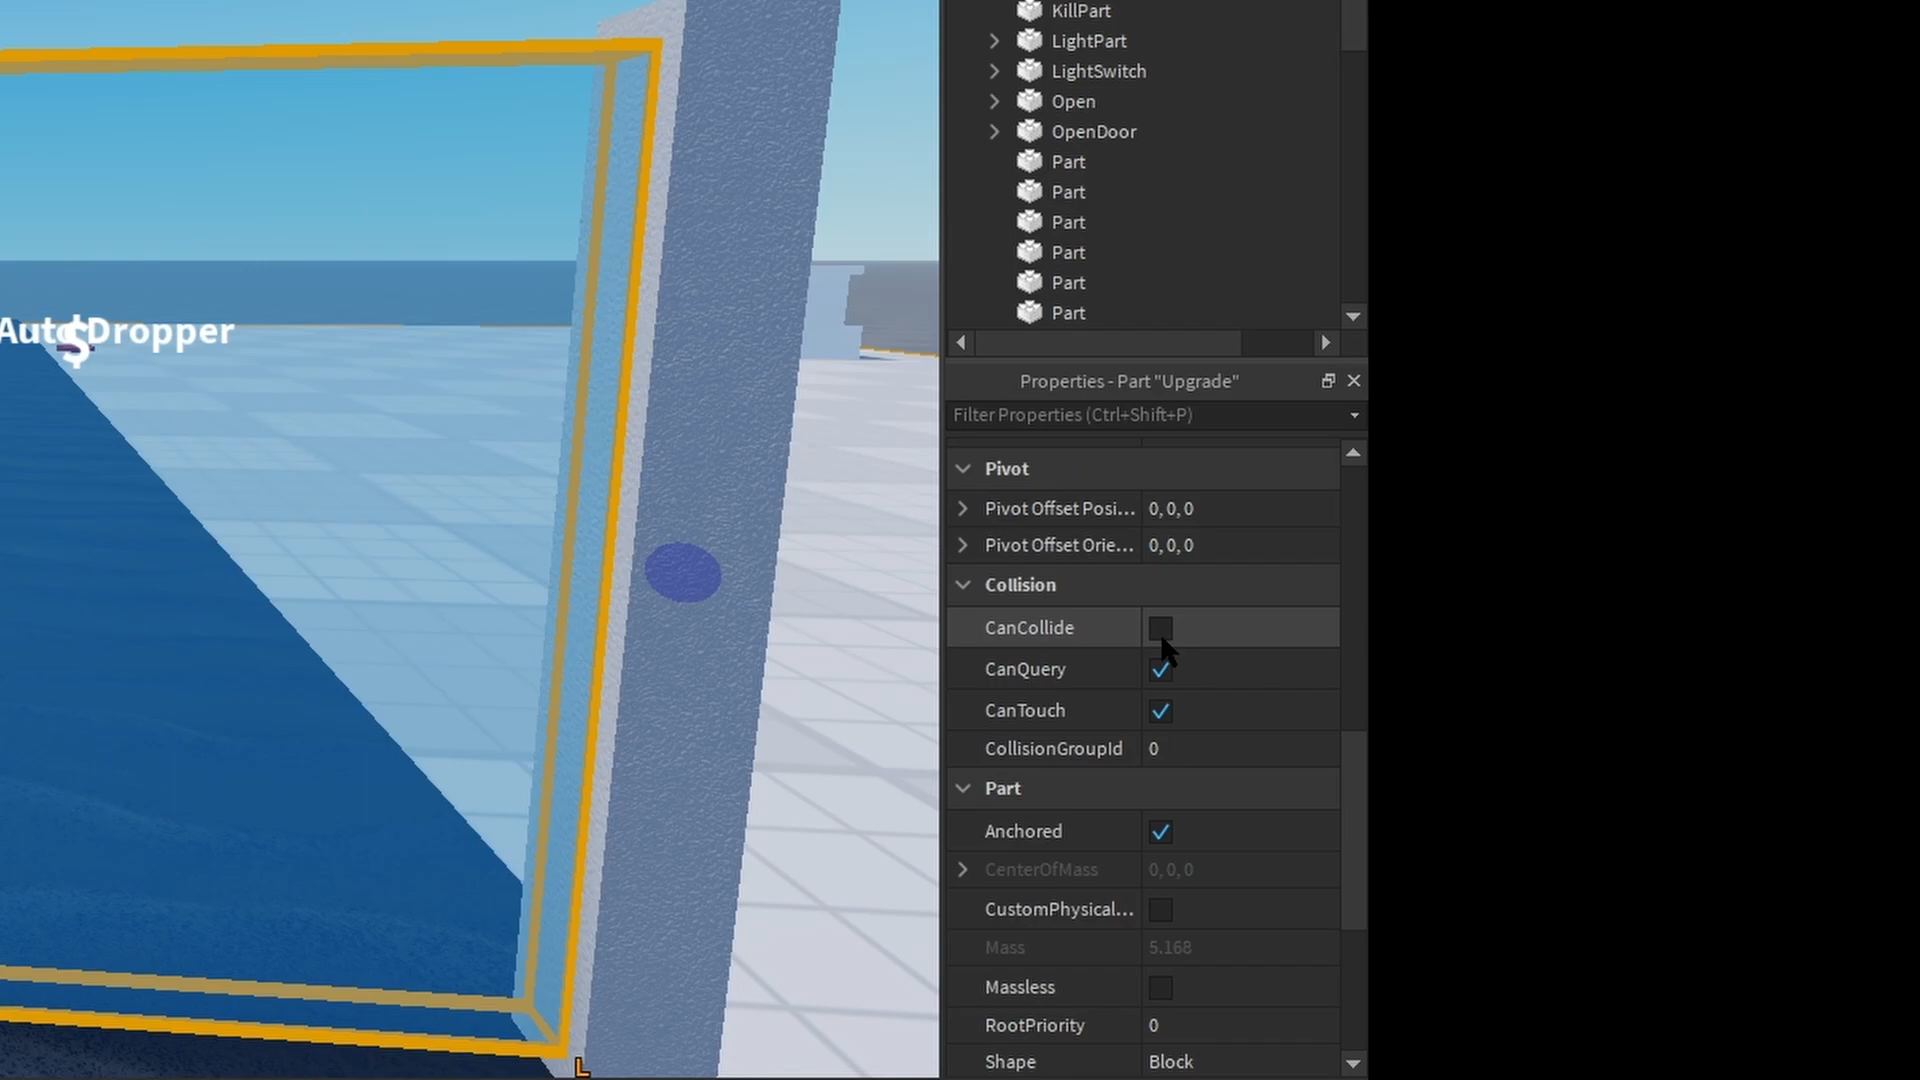 Auto Dropper
$
L
KillPart
LightPart
LightSwitch
Open
OpenDoor
Part
Part
Part
Part
Part
Part
Properties - Part "Upgrade"
Filter Properties (Ctrl+Shift+P)
Pivot
Pivot Offset Posi... 0, 0, 0
Pivot Offset Orie... 0, 0, 0
Collision
CanCollide
CanQuery
CanTouch
CollisionGroupId 0
Part
Anchored
CenterOfMass 0, 0, 0
CustomPhysical...
Mass 5.168
Massless
RootPriority 0
Shape Block